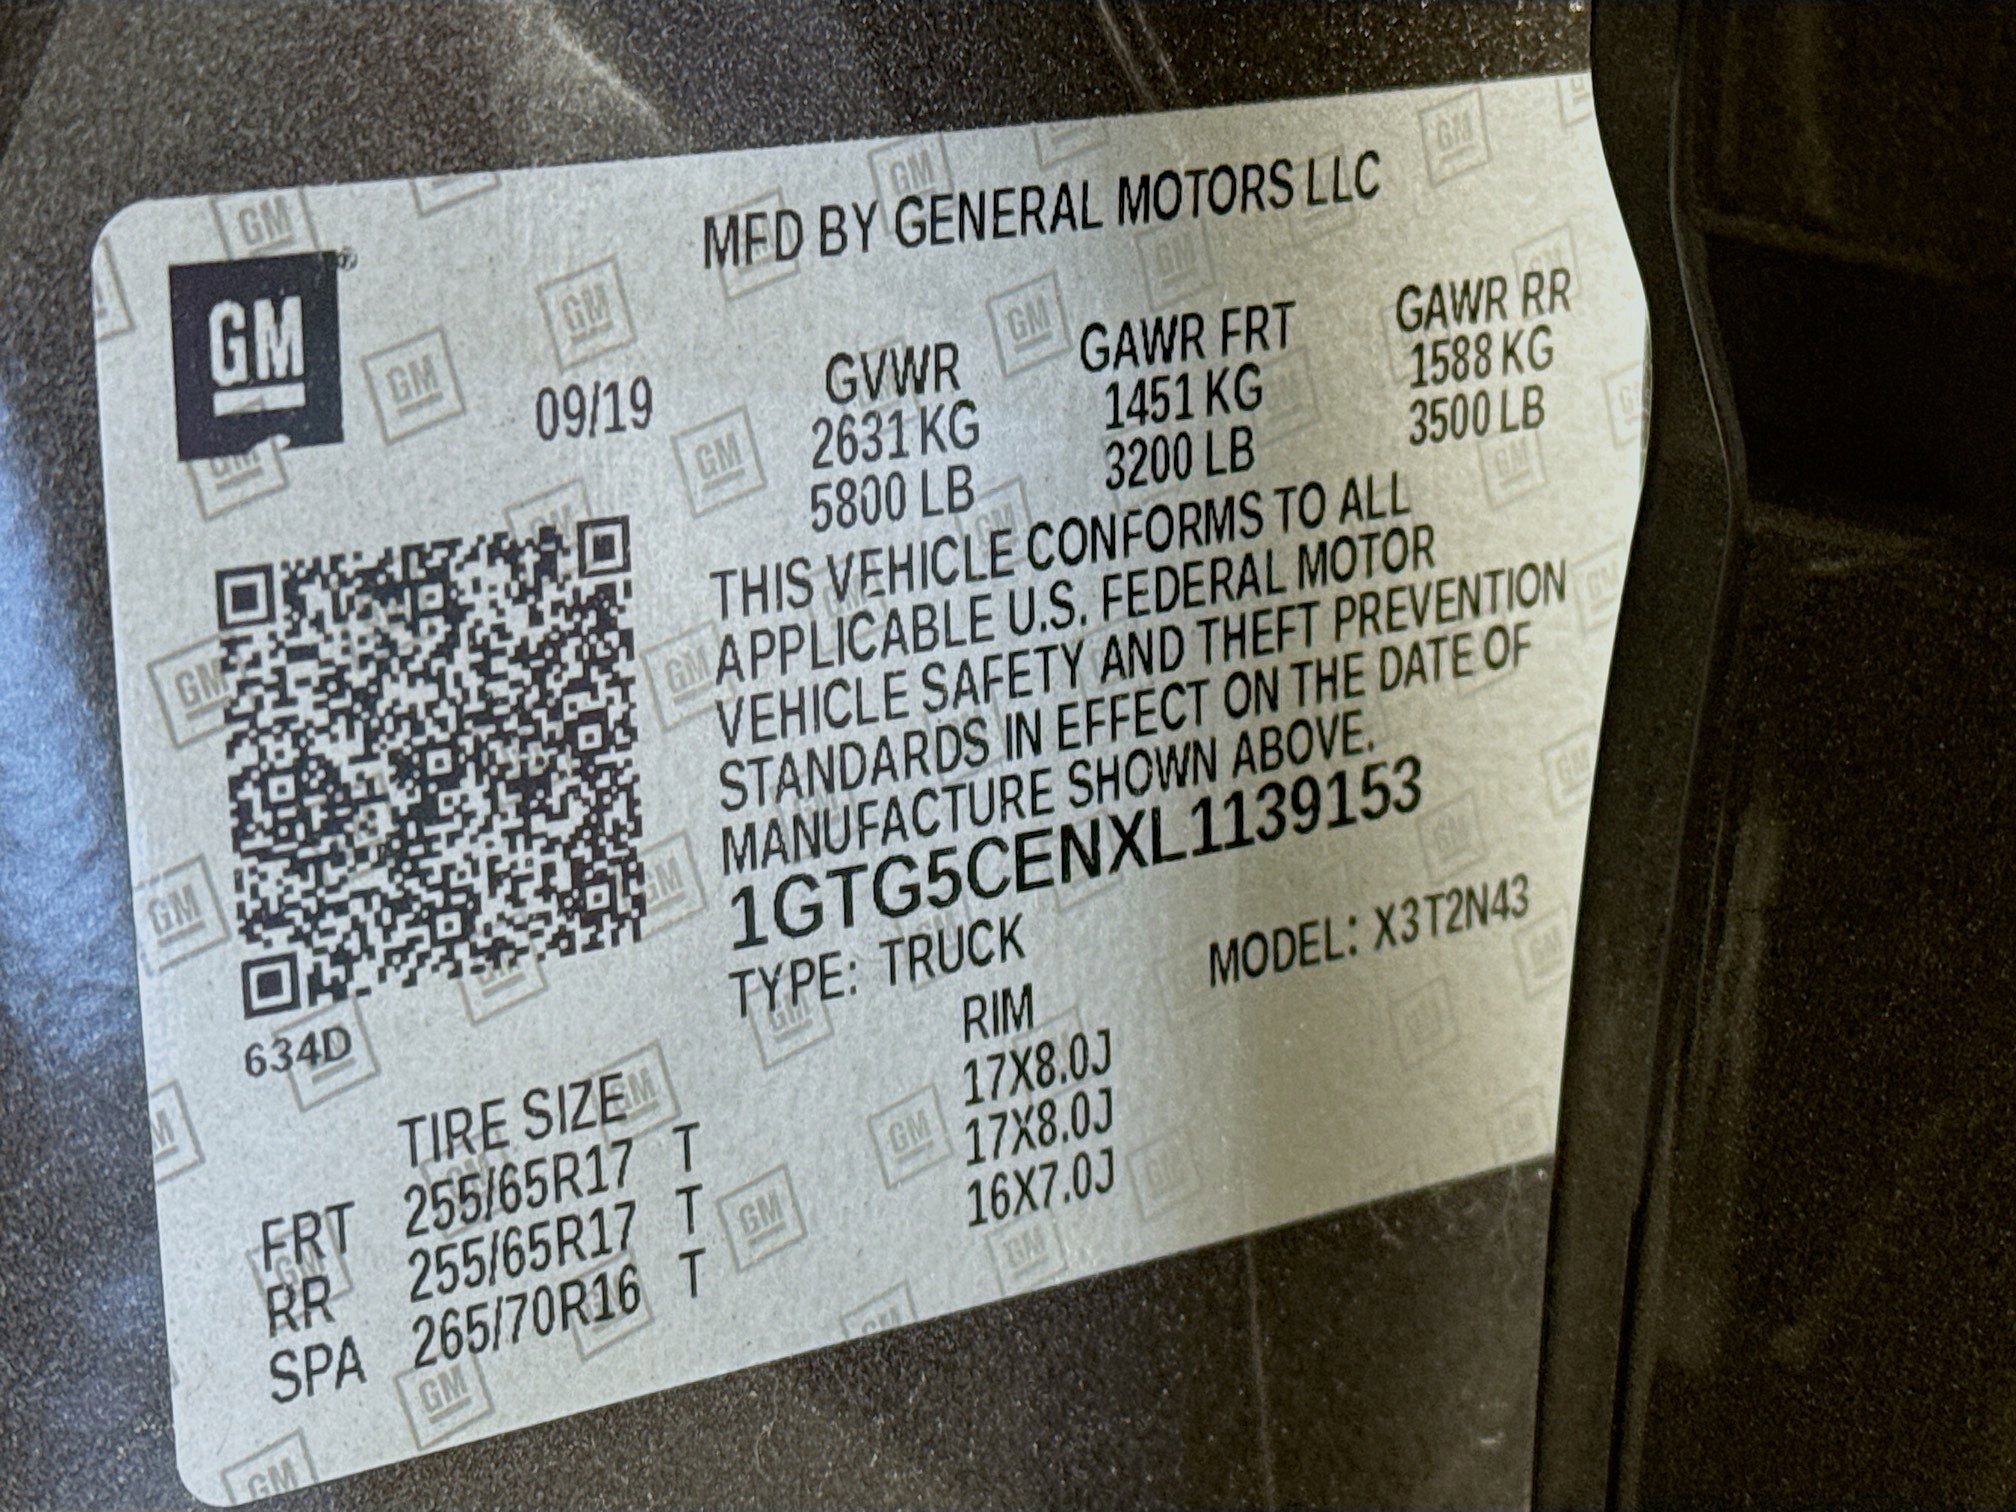 MFD BY GENERAL MOTORS LLC
GM
09/19
GVWR GAWR FRT GAWR RR
2631 KG 1451 KG 1588 KG
5800 LB 3200 LB 3500 LB
THIS VEHICLE CONFORMS TO ALL
APPLICABLE U.S. FEDERAL MOTOR
VEHICLE SAFETY AND THEFT PREVENTION
STANDARDS IN EFFECT ON THE DATE OF
MANUFACTURE SHOWN ABOVE.
1GTG5CENXL1139153
TYPE: TRUCK MODEL: X3T2N43
634D
TIRE SIZE RIM
FRT 255/65R17 T 17X8.0J
RR 255/65R17 T 17X8.0J
SPA 265/70R16 T 16X7.0J